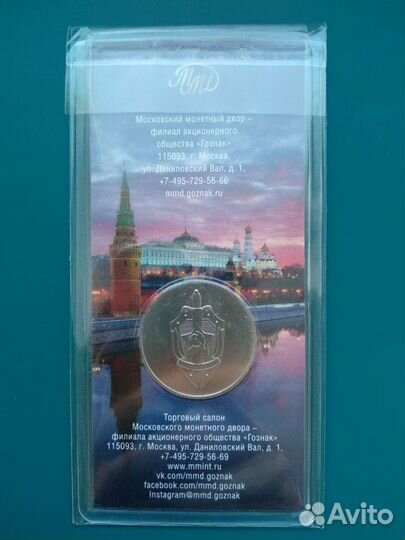 ММД
Московский монетный двор –
филиал акционерного
общества «Гознак»
115093, г. Москва,
ул. Даниловский Вал, д. 1,
+7-495-729-56-66
mmd.goznak.ru
Торговый салон
Московского монетного двора –
филиала акционерного общества «Гознак»
115093, г. Москва, ул. Даниловский Вал, д. 1,
+7-495-729-56-69
www.mmint.ru
vk.com/mmd.goznak
facebook.com/mmd.goznak
Instagram@mmd.goznak
Avito